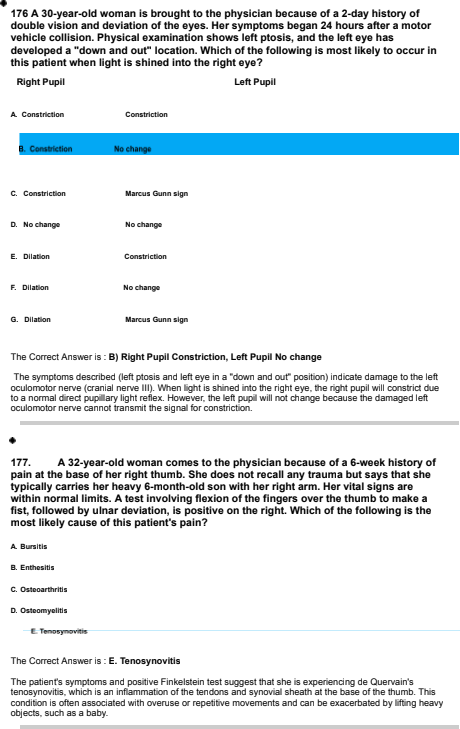 176 A 30-year-old woman is brought to the physician because of a 2-day history of
double vision and deviation of the eyes. Her symptoms began 24 hours after a motor
vehicle collision. Physical examination shows left ptosis, and the left eye has
developed a "down and out" location. Which of the following is most likely to occur in
this patient when light is shined into the right eye?
Right Pupil Left Pupil
A. Constriction Constriction
B. Constriction No change
C. Constriction Marcus Gunn sign
D. No change No change
E. Dilation Constriction
F. Dilation No change
G. Dilation Marcus Gunn sign
The Correct Answer is : B) Right Pupil Constriction, Left Pupil No change
The symptoms described (left ptosis and left eye in a "down and out" position) indicate damage to the left
oculomotor nerve (cranial nerve III). When light is shined into the right eye, the right pupil will constrict due
to a normal direct pupillary light reflex. However, the left pupil will not change because the damaged left
oculomotor nerve cannot transmit the signal for constriction.
177. A 32-year-old woman comes to the physician because of a 6-week history of
pain at the base of her right thumb. She does not recall any trauma but says that she
typically carries her heavy 6-month-old son with her right arm. Her vital signs are
within normal limits. A test involving flexion of the fingers over the thumb to make a
fist, followed by ulnar deviation, is positive on the right. Which of the following is the
most likely cause of this patient's pain?
A. Bursitis
B. Enthesitis
C. Osteoarthritis
D. Osteomyelitis
E. Tenosynovitis
The Correct Answer is : E. Tenosynovitis
The patient's symptoms and positive Finkelstein test suggest that she is experiencing de Quervain's
tenosynovitis, which is an inflammation of the tendons and synovial sheath at the base of the thumb. This
condition is often associated with overuse or repetitive movements and can be exacerbated by lifting heavy
objects, such as a baby.